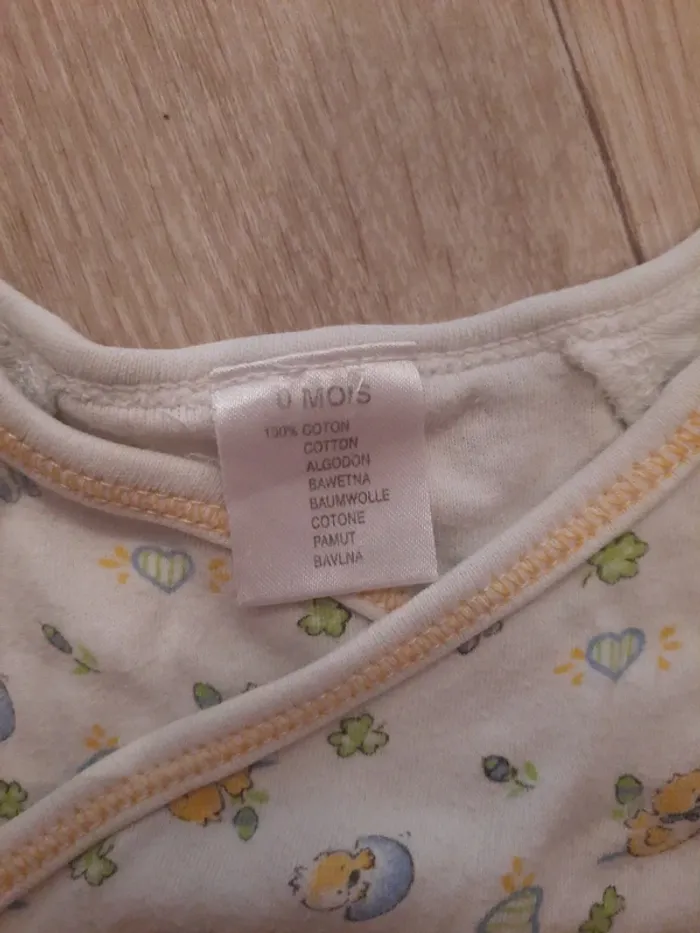 0 MOIS
100% COTON
COTTON
ALGODON
BAWETNA
BAUMWOLLE
COTONE
PAMUT
BAVLNA